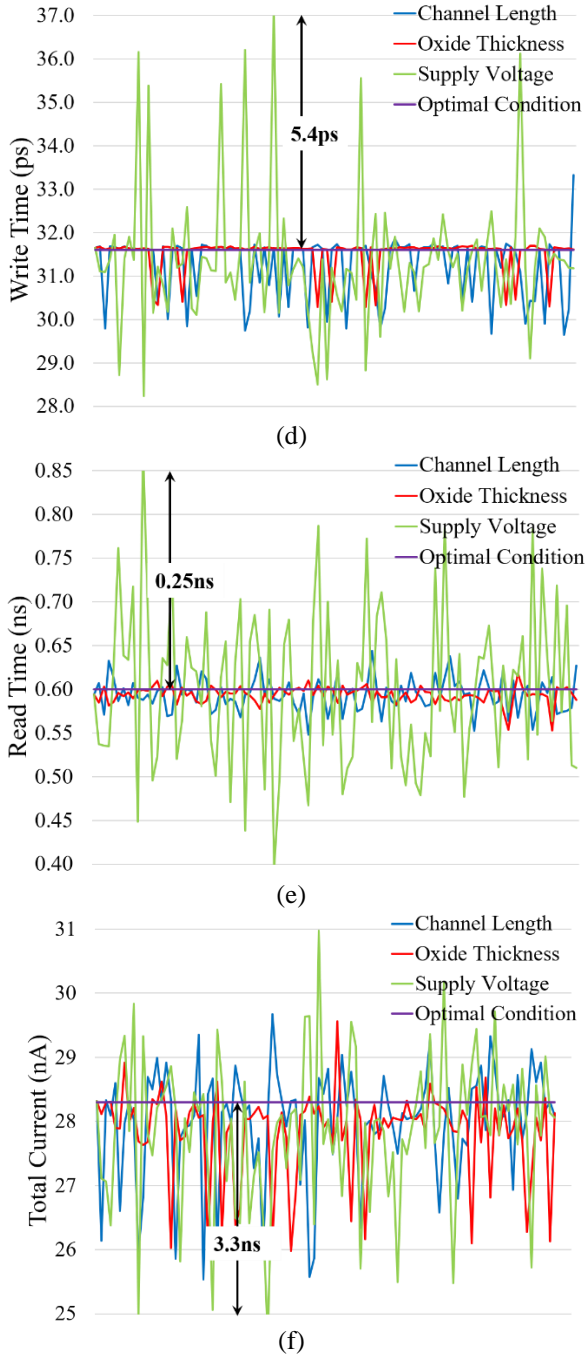 37.0
36.0
35.0
34.0
33.0
32.0
31.0
30.0
29.0
28.0
Write Time (ps)
Channel Length
Oxide Thickness
Supply Voltage
Optimal Condition
5.4ps
(d)
0.85
0.80
0.75
0.70
0.65
0.60
0.55
0.50
0.45
0.40
Read Time (ns)
Channel Length
Oxide Thickness
Supply Voltage
Optimal Condition
0.25ns
(e)
31
30
29
28
27
26
25
Total Current (nA)
Channel Length
Oxide Thickness
Supply Voltage
Optimal Condition
3.3ns
(f)